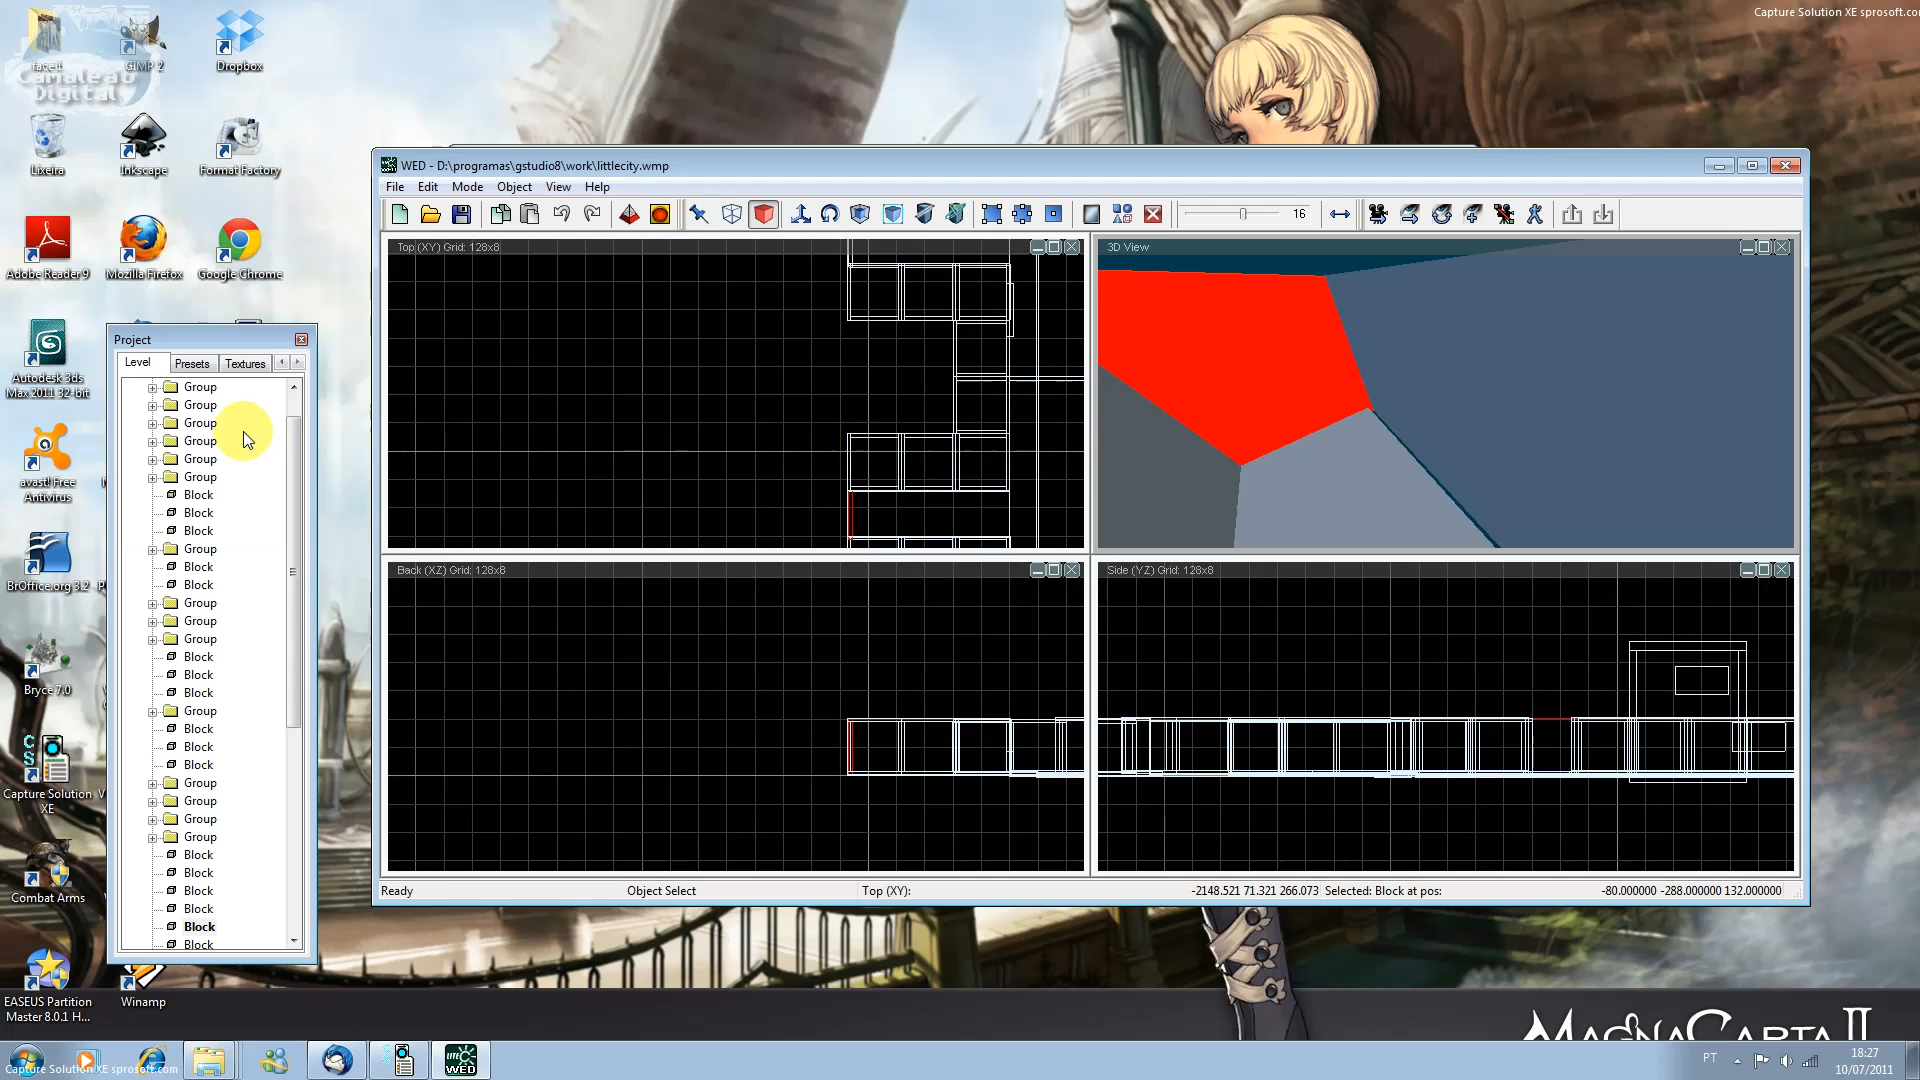 Capture Solution XE sprosoft.co
face1
GIMP 2
Dropbox
Camaleao
Digital
Lixeira
Inkscape
Format Factory
Adobe Reader 9
Mozilla Firefox
Google Chrome
Autodesk 3ds
Max 2011 32-bit
avast! Free
Antivirus
BrOffice.org 3.2
Bryce 7.0
CS
Capture Solution
XE
Combat Arms
EASEUS Partition
Master 8.0.1 H...
Winamp
Project
Level
Presets
Textures
Group
Group
Group
Group
Group
Group
Block
Block
Block
Group
Block
Block
Group
Group
Group
Block
Block
Block
Group
Block
Block
Block
Group
Group
Group
Group
Block
Block
Block
Block
Block
Block
WED - D:\programas\gstudio8\work\littlecity.wmp
File Edit Mode Object View Help
16
Top (XY) Grid: 128x8
3D View
Back (XZ) Grid: 128x8
Side (YZ) Grid: 128x8
Ready
Object Select
Top (XY):
-2148.521 71.321 266.073
Selected: Block at pos:
-80.000000 -288.000000 132.000000
MAGNACARTA II
LITE-C
WED
Capture Solution XE sprosoft.com
PT
18:27
10/07/2011